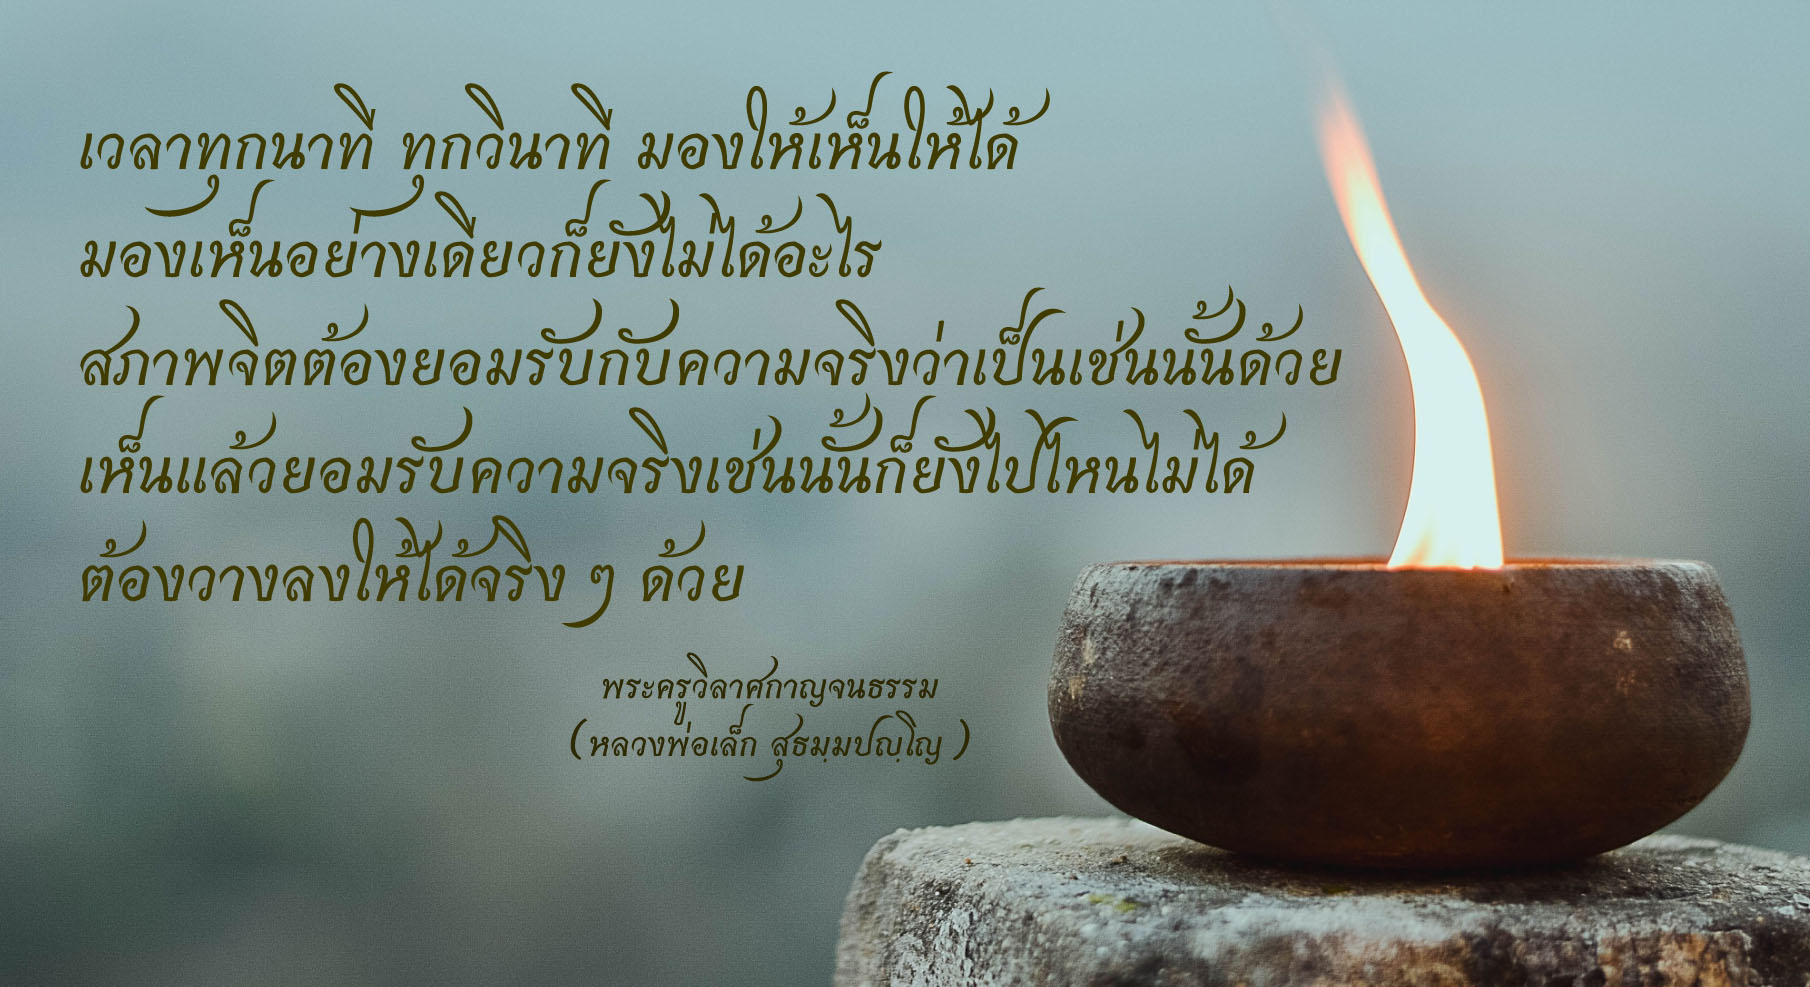 เวลาทุกนาที ทุกวินาที มองให้เห็นให้ได้
มองเห็นอย่างเดียวก็ยังไม่ได้อะไร
สภาพจิตต้องยอมรับกับความจริงว่าเป็นเช่นนั้นด้วย
เห็นแล้วยอมรับความจริงเช่นนั้นก็ยังไปไหนไม่ได้
ต้องวางลงให้ได้จริง ๆ ด้วย
พระครูวิลาศกาญจนธรรม
(หลวงพ่อเล็ก สุธมฺมปญฺโญ )